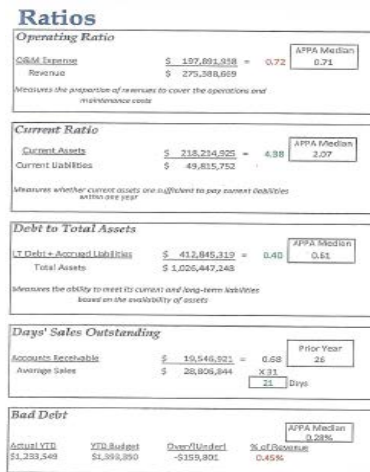 Ratios
Operating Ratio
APPA Median
O&M Expense $ 197,891,938 = 0.72 0.71
Revenue $ 275,388,669
Measures the proportion of revenues to cover the operations and
maintenance costs
Current Ratio
APPA Median
Current Assets $ 218,234,925 = 4.38 2.07
Current Liabilities $ 49,815,752
Measures whether current assets are sufficient to pay current liabilities
within one year
Debt to Total Assets
APPA Median
LT Debt + Accrued Liabilities $ 412,845,319 = 0.40 0.61
Total Assets $ 1,026,447,248
Measures the ability to meet its current and long-term liabilities
based on the availability of assets
Days' Sales Outstanding
Prior Year
Accounts Receivable $ 19,546,921 = 0.68 26
Average Sales $ 28,806,844 X 31
21 Days
Bad Debt
APPA Median
0.28%
Actual YTD YTD Budget Over/(Under) % of Revenue
$1,233,549 $1,393,350 -$159,801 0.45%